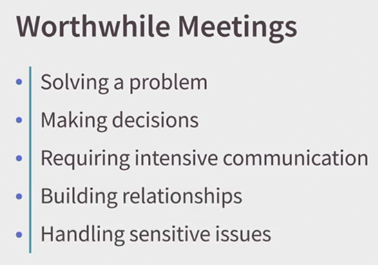 Worthwhile Meetings
• Solving a problem
• Making decisions
• Requiring intensive communication
• Building relationships
• Handling sensitive issues